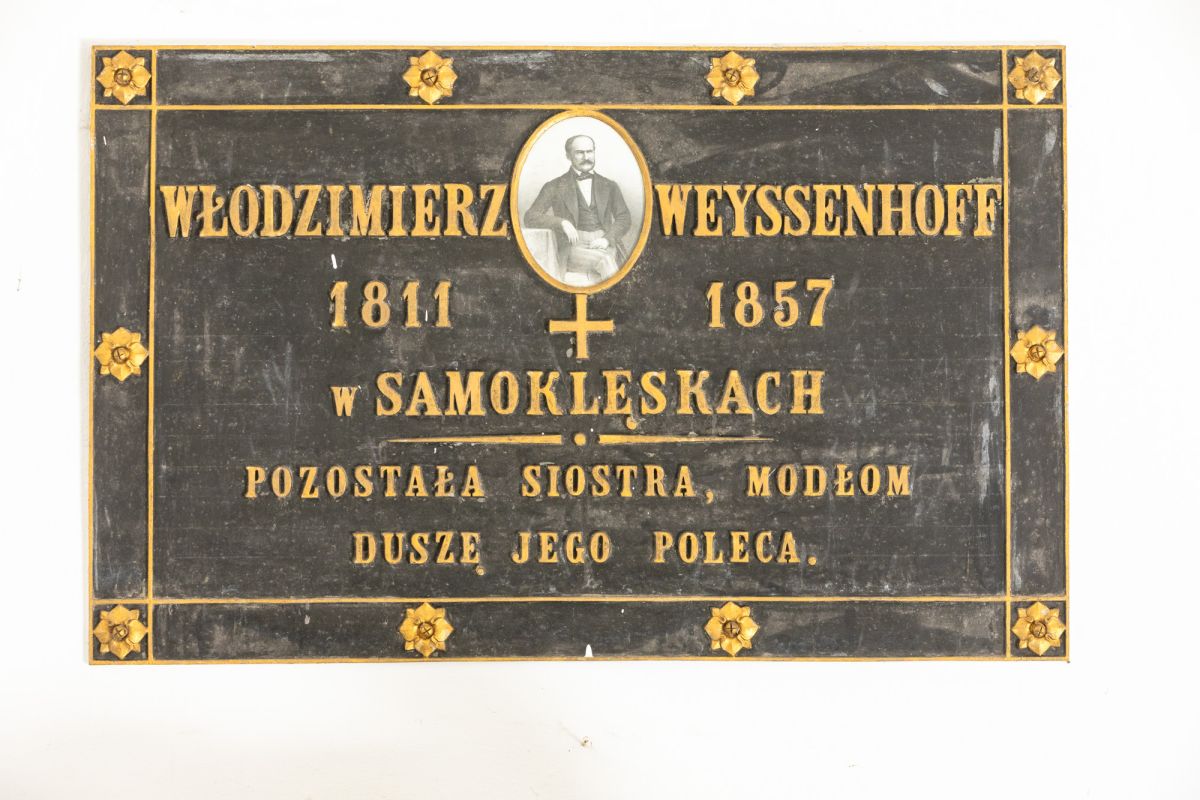 WŁODZIMIERZ WEYSSENHOFF
1811 1857
w SAMOKLĘSKACH
POZOSTAŁA SIOSTRA, MODŁOM
DUSZĘ JEGO POLECA.